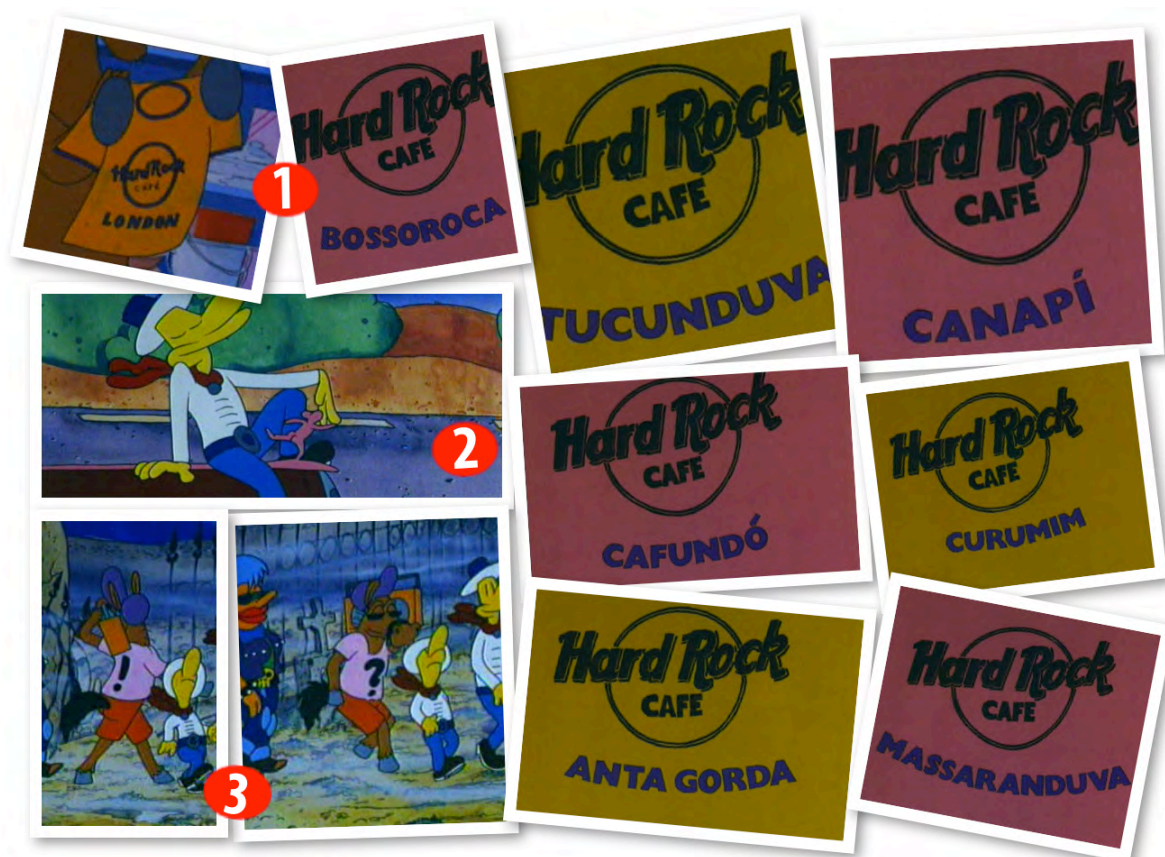 Hard Rock
café
LONDON
1
Hard Rock
CAFE
BOSSOROCA
Hard Rock
CAFE
TUCUNDUVA
Hard Rock
CAFE
CANAPÍ
2
Hard Rock
CAFE
CAFUNDÓ
Hard Rock
CAFE
CURUMIM
!
?
3
Hard Rock
CAFE
ANTA GORDA
Hard Rock
CAFE
MASSARANDUVA